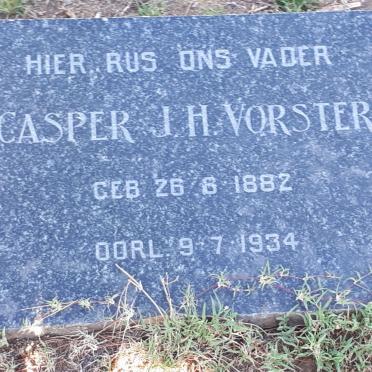 HIER RUS ONS VADER
CASPER J. H. VORSTER
GEB 26 6 1882
OORL 9-7-1934